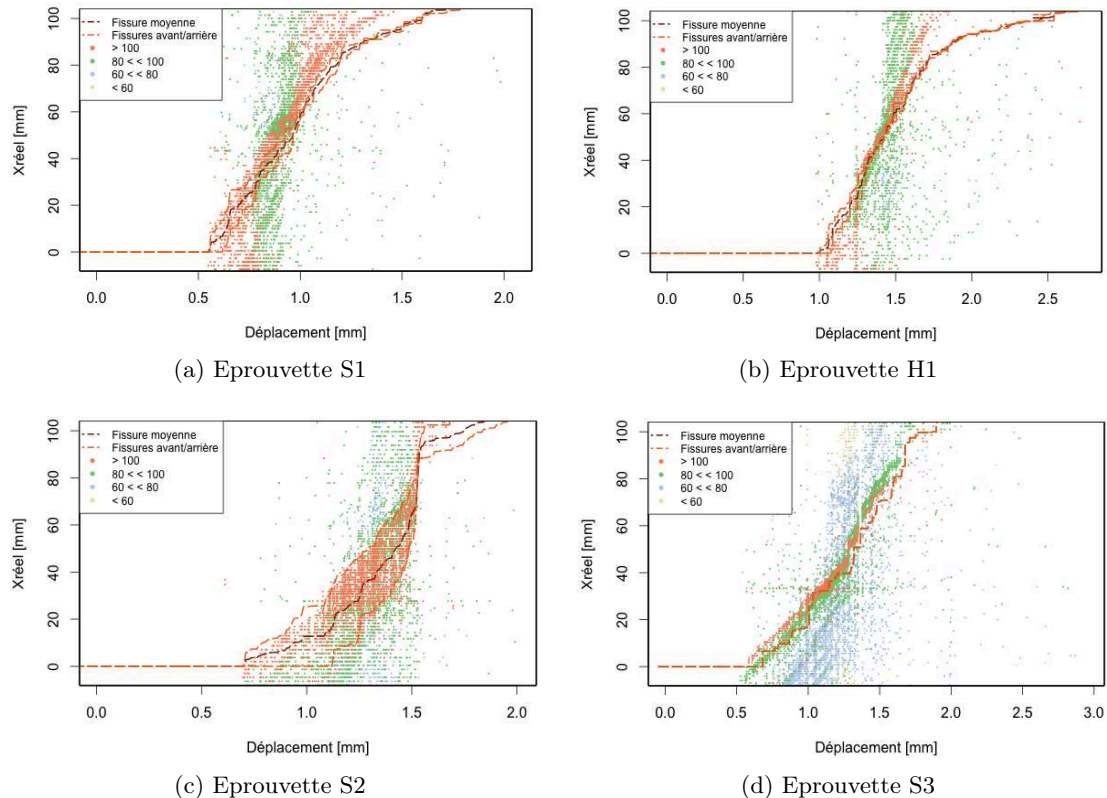 Fissure moyenne
Fissures avant/arrière
> 100
80 < < 100
60 < < 80
< 60
Xréel [mm]
0 20 40 60 80 100
0.0 0.5 1.0 1.5 2.0
Déplacement [mm]
(a) Eprouvette S1
Fissure moyenne
Fissures avant/arrière
> 100
80 < < 100
60 < < 80
< 60
Xréel [mm]
0 20 40 60 80 100
0.0 0.5 1.0 1.5 2.0 2.5
Déplacement [mm]
(b) Eprouvette H1
Fissure moyenne
Fissures avant/arrière
> 100
80 < < 100
60 < < 80
< 60
Xréel [mm]
0 20 40 60 80 100
0.0 0.5 1.0 1.5 2.0
Déplacement [mm]
(c) Eprouvette S2
Fissure moyenne
Fissures avant/arrière
> 100
80 < < 100
60 < < 80
< 60
Xréel [mm]
0 20 40 60 80 100
0.0 0.5 1.0 1.5 2.0 2.5 3.0
Déplacement [mm]
(d) Eprouvette S3